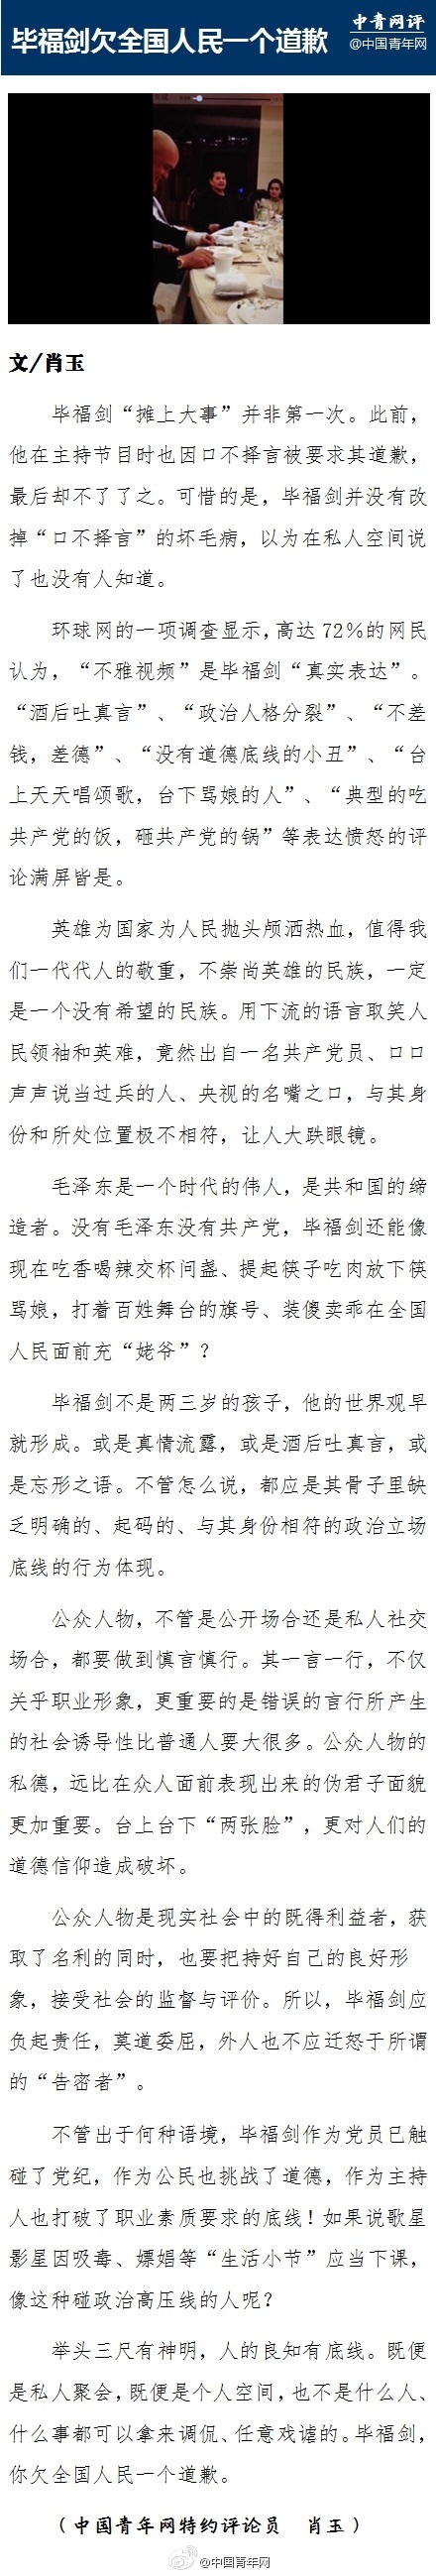 毕福剑欠全国人民一个道歉
中青网评
@中国青年网
文/肖玉
毕福剑“摊上大事”并非第一次。此前，
他在主持节目时也因口不择言被要求其道歉，
最后却不了了之。可惜的是，毕福剑并没有改
掉“口不择言”的坏毛病，以为在私人空间说
了也没有人知道。
环球网的一项调查显示，高达72%的网民
认为，“不雅视频”是毕福剑“真实表达”。
“酒后吐真言”、“政治人格分裂”、“不差
钱，差德”、“没有道德底线的小丑”、“台
上天天唱颂歌，台下骂娘的人”、“典型的吃
共产党的饭，砸共产党的锅”等表达愤怒的评
论满屏皆是。
英雄为国家为人民抛头颅洒热血，值得我
们一代代人的敬重，不崇尚英雄的民族，一定
是一个没有希望的民族。用下流的语言取笑人
民领袖和英难，竟然出自一名共产党员、口口
声声说当过兵的人、央视的名嘴之口，与其身
份和所处位置极不相符，让人大跌眼镜。
毛泽东是一个时代的伟人，是共和国的缔
造者。没有毛泽东没有共产党，毕福剑还能像
现在吃香喝辣交杯问盏、提起筷子吃肉放下筷
骂娘，打着百姓舞台的旗号、装傻卖乖在全国
人民面前充“姥爷”？
毕福剑不是两三岁的孩子，他的世界观早
就形成。或是真情流露，或是酒后吐真言，或
是忘形之语。不管怎么说，都应是其骨子里缺
乏明确的、起码的、与其身份相符的政治立场
底线的行为体现。
公众人物，不管是公开场合还是私人社交
场合，都要做到慎言慎行。其一言一行，不仅
关乎职业形象，更重要的是错误的言行所产生
的社会诱导性比普通人要大很多。公众人物的
私德，远比在众人面前表现出来的伪君子面貌
更加重要。台上台下“两张脸”，更对人们的
道德信仰造成破坏。
公众人物是现实社会中的既得利益者，获
取了名利的同时，也要把持好自己的良好形
象，接受社会的监督与评价。所以，毕福剑应
负起责任，莫道委屈，外人也不应迁怒于所谓
的“告密者”。
不管出于何种语境，毕福剑作为党员已触
碰了党纪，作为公民也挑战了道德，作为主持
人也打破了职业素质要求的底线！如果说歌星
影星因吸毒、嫖娼等“生活小节”应当下课，
像这种碰政治高压线的人呢？
举头三尺有神明，人的良知有底线。既便
是私人聚会，既便是个人空间，也不是什么人、
什么事都可以拿来调侃、任意戏谑的。毕福剑，
你欠全国人民一个道歉。
（中国青年网特约评论员　肖玉）
@中国青年网